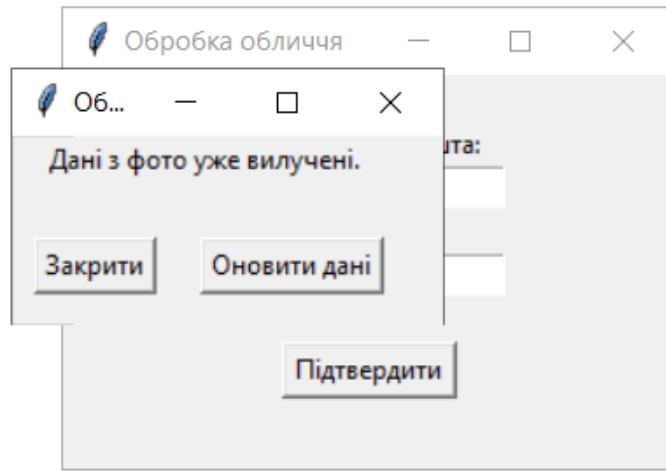 Обробка обличчя
Об...
Дані з фото уже вилучені.
Закрити
Оновити дані
Підтвердити